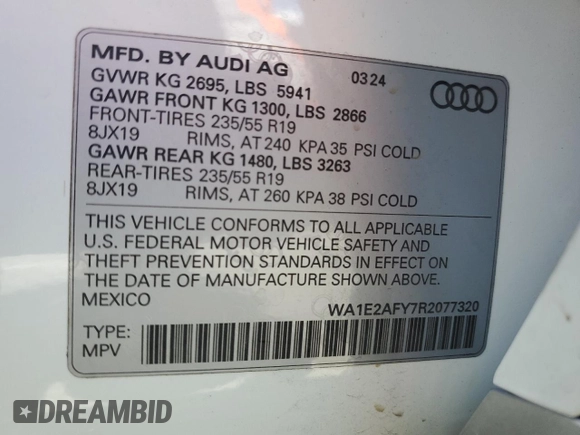 MFD. BY AUDI AG 03 24
GVWR KG 2695, LBS 5941
GAWR FRONT KG 1300, LBS 2866
FRONT-TIRES 235/55 R19
8JX19 RIMS, AT 240 KPA 35 PSI COLD
GAWR REAR KG 1480, LBS 3263
REAR-TIRES 235/55 R19
8JX19 RIMS, AT 260 KPA 38 PSI COLD
THIS VEHICLE CONFORMS TO ALL APPLICABLE
U.S. FEDERAL MOTOR VEHICLE SAFETY AND
THEFT PREVENTION STANDARDS IN EFFECT ON
THE DATE OF MANUFACTURE SHOWN ABOVE.
MEXICO WA1E2AFY7R2077320
TYPE:
MPV
DREAMBID